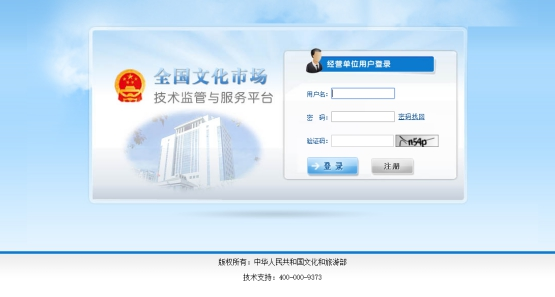 经营单位用户登录
全国文化市场
技术监管与服务平台
用户名：
密 码： 密码找回
验证码： n54p
登录 注册
版权所有：中华人民共和国文化和旅游部
技术支持：400-000-9373